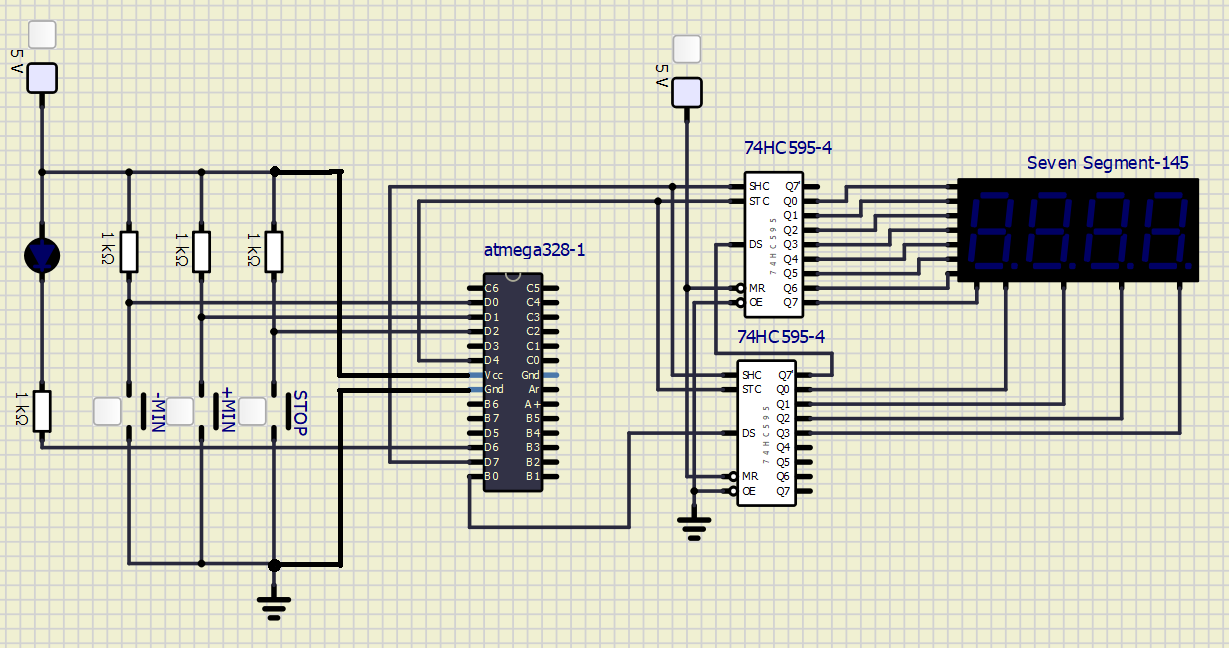 5 V
5 V
74HC595-4
Seven Segment-145
SHC Q7'
STC Q0
Q1
Q2
DS Q3
Q4
Q5
MR Q6
OE Q7
74HC595
1 kΩ
1 kΩ
1 kΩ
atmega328-1
C6 C5
D0 C4
D1 C3
D2 C2
D3 C1
D4 C0
Vcc Gnd
Gnd Ar
B6 A+
B7 B5
D5 B4
D6 B3
D7 B2
B0 B1
74HC595-4
SHC Q7'
STC Q0
Q1
Q2
DS Q3
Q4
Q5
MR Q6
OE Q7
74HC595
1 kΩ
-MIN
+MIN
STOP